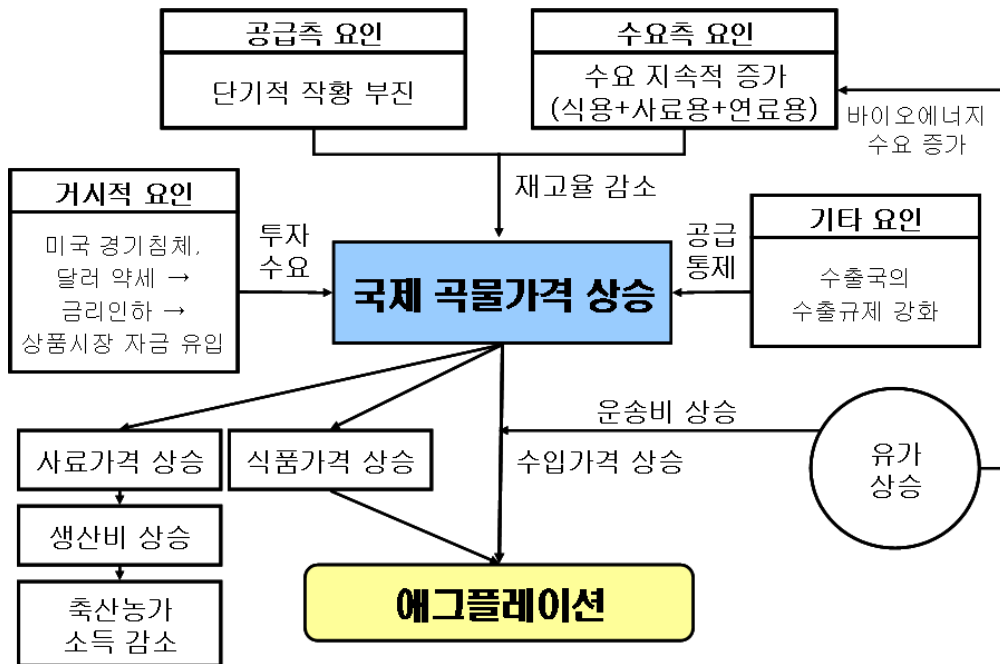 공급측 요인
단기적 작황 부진
수요측 요인
수요 지속적 증가
(식용+사료용+연료용)
바이오에너지
수요 증가
재고율 감소
거시적 요인
미국 경기침체,
달러 약세 →
금리인하 →
상품시장 자금 유입
투자
수요
국제 곡물가격 상승
공급
통제
기타 요인
수출국의
수출규제 강화
운송비 상승
수입가격 상승
유가
상승
사료가격 상승
식품가격 상승
생산비 상승
축산농가
소득 감소
애그플레이션